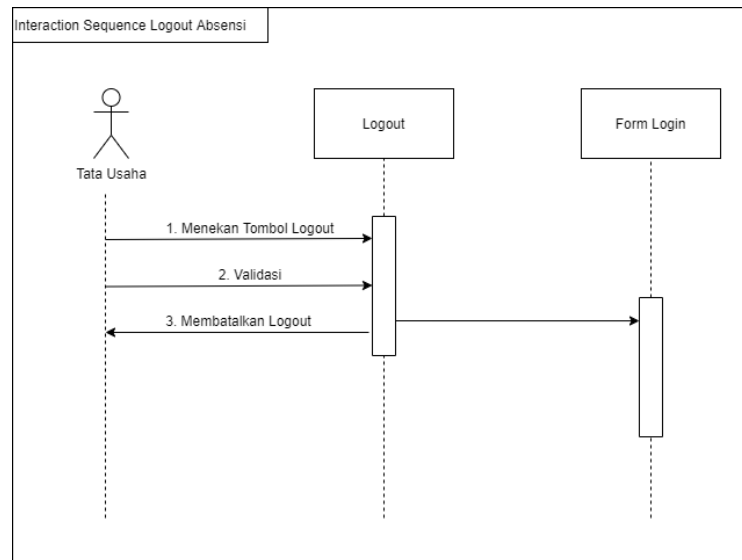 Interaction Sequence Logout Absensi
Logout
Form Login
Tata Usaha
1. Menekan Tombol Logout
2. Validasi
3. Membatalkan Logout